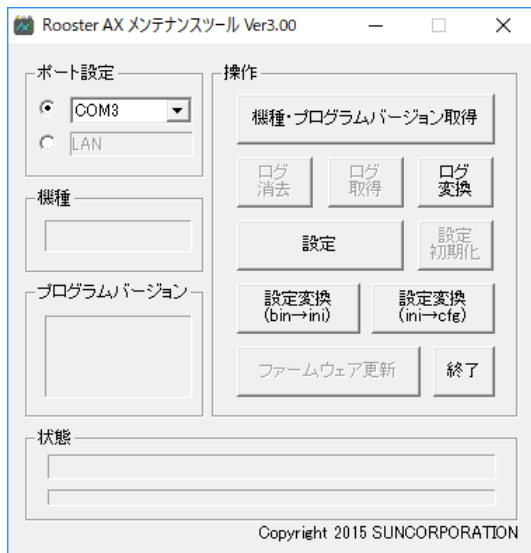 Rooster AX メンテナンスツール Ver3.00
ポート設定
COM3
LAN
機種
プログラムバージョン
操作
機種・プログラムバージョン取得
ログ
消去
ログ
取得
ログ
変換
設定
設定
初期化
設定変換
(bin→ini)
設定変換
(ini→cfg)
ファームウェア更新
終了
状態
Copyright 2015 SUNCORPORATION